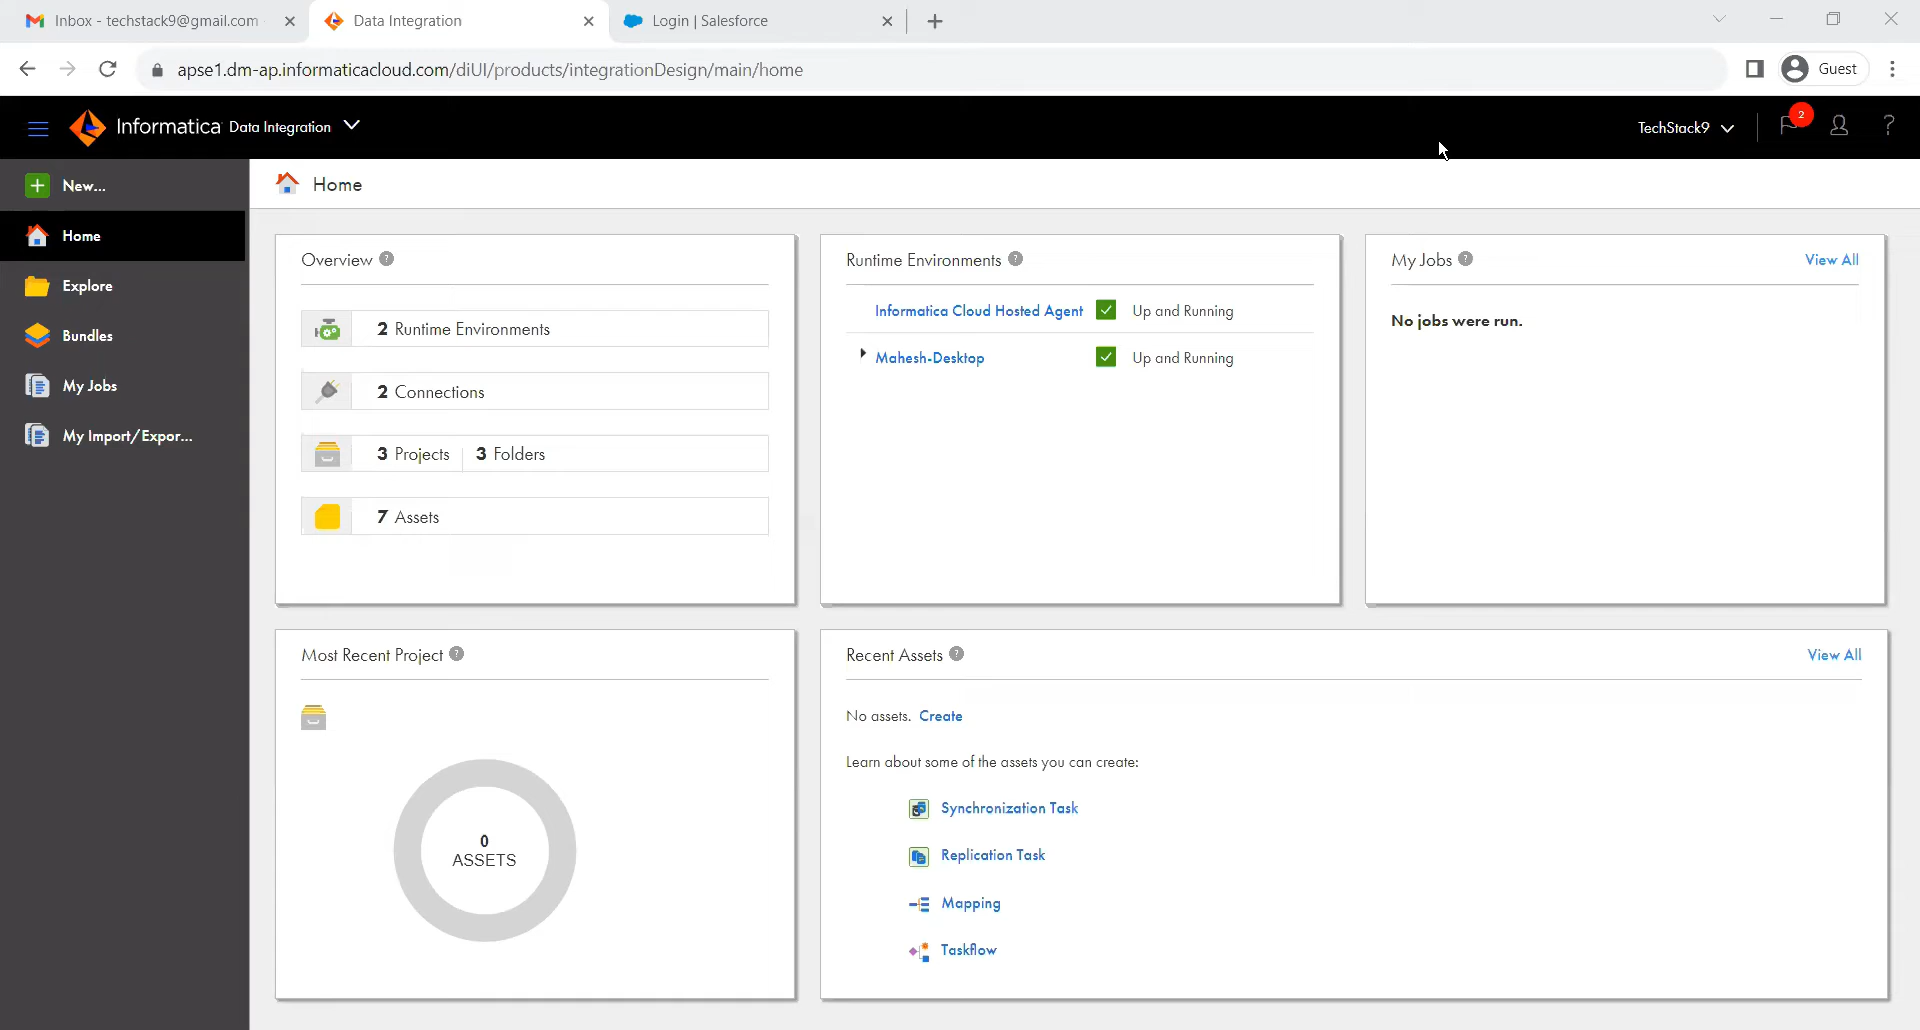 Inbox - techstack9@gmail.com
Data Integration
Login | Salesforce
apse1.dm-ap.informaticacloud.com/diUI/products/integrationDesign/main/home
Guest
Informatica Data Integration
TechStack9
2
?
New...
Home
Explore
Bundles
My Jobs
My Import/Expor...
Home
Overview ?
2 Runtime Environments
2 Connections
3 Projects 3 Folders
7 Assets
Runtime Environments ?
Informatica Cloud Hosted Agent Up and Running
Mahesh-Desktop Up and Running
My Jobs ? View All
No jobs were run.
Most Recent Project ?
0
ASSETS
Recent Assets ? View All
No assets. Create
Learn about some of the assets you can create:
Synchronization Task
Replication Task
Mapping
Taskflow